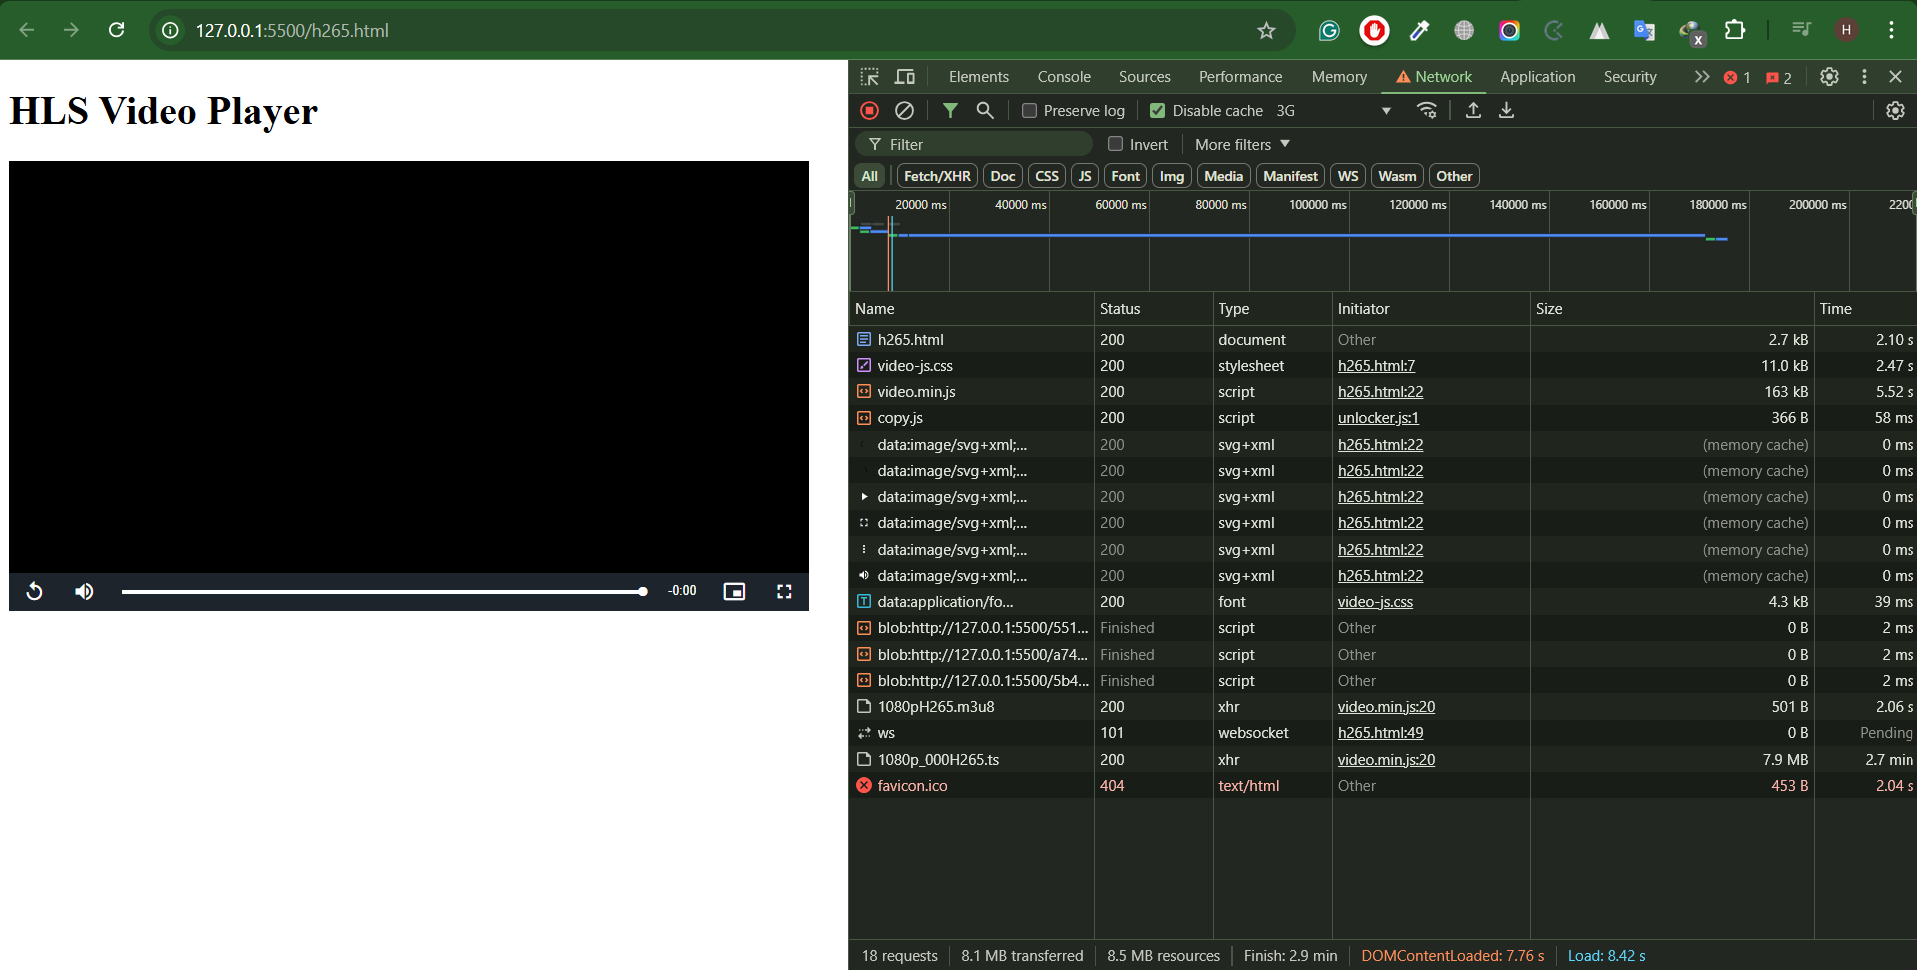 127.0.0.1:5500/h265.html
H
HLS Video Player
-0:00
Elements Console Sources Performance Memory Network Application Security 1 2
Preserve log Disable cache 3G
Filter Invert More filters
All Fetch/XHR Doc CSS JS Font Img Media Manifest WS Wasm Other
20000 ms 40000 ms 60000 ms 80000 ms 100000 ms 120000 ms 140000 ms 160000 ms 180000 ms 200000 ms 2200
Name Status Type Initiator Size Time
h265.html 200 document Other 2.7 kB 2.10 s
video-js.css 200 stylesheet h265.html:7 11.0 kB 2.47 s
video.min.js 200 script h265.html:22 163 kB 5.52 s
copy.js 200 script unlocker.js:1 366 B 58 ms
data:image/svg+xml;... 200 svg+xml h265.html:22 (memory cache) 0 ms
data:image/svg+xml;... 200 svg+xml h265.html:22 (memory cache) 0 ms
data:image/svg+xml;... 200 svg+xml h265.html:22 (memory cache) 0 ms
data:image/svg+xml;... 200 svg+xml h265.html:22 (memory cache) 0 ms
data:image/svg+xml;... 200 svg+xml h265.html:22 (memory cache) 0 ms
data:image/svg+xml;... 200 svg+xml h265.html:22 (memory cache) 0 ms
data:application/fo... 200 font video-js.css 4.3 kB 39 ms
blob:http://127.0.0.1:5500/551... Finished script Other 0 B 2 ms
blob:http://127.0.0.1:5500/a74... Finished script Other 0 B 2 ms
blob:http://127.0.0.1:5500/5b4... Finished script Other 0 B 2 ms
1080pH265.m3u8 200 xhr video.min.js:20 501 B 2.06 s
ws 101 websocket h265.html:49 0 B Pending
1080p_000H265.ts 200 xhr video.min.js:20 7.9 MB 2.7 min
favicon.ico 404 text/html Other 453 B 2.04 s
18 requests 8.1 MB transferred 8.5 MB resources Finish: 2.9 min DOMContentLoaded: 7.76 s Load: 8.42 s